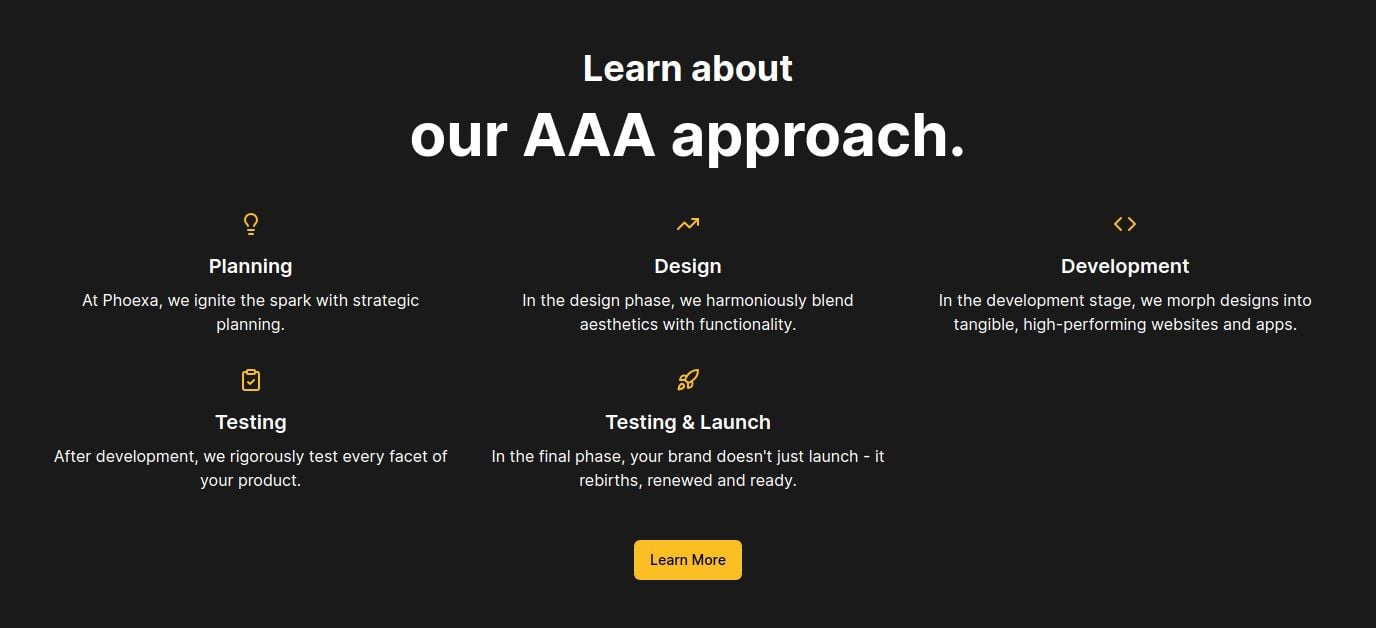 Learn about
our AAA approach.
Planning
At Phoexa, we ignite the spark with strategic
planning.
Design
In the design phase, we harmoniously blend
aesthetics with functionality.
Development
In the development stage, we morph designs into
tangible, high-performing websites and apps.
Testing
After development, we rigorously test every facet of
your product.
Testing & Launch
In the final phase, your brand doesn't just launch - it
rebirths, renewed and ready.
Learn More